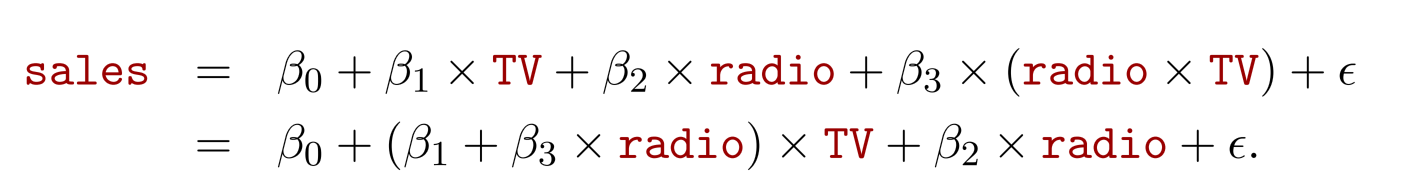 sales = β₀ + β₁ × TV + β₂ × radio + β₃ × (radio × TV) + ϵ
= β₀ + (β₁ + β₃ × radio) × TV + β₂ × radio + ϵ.